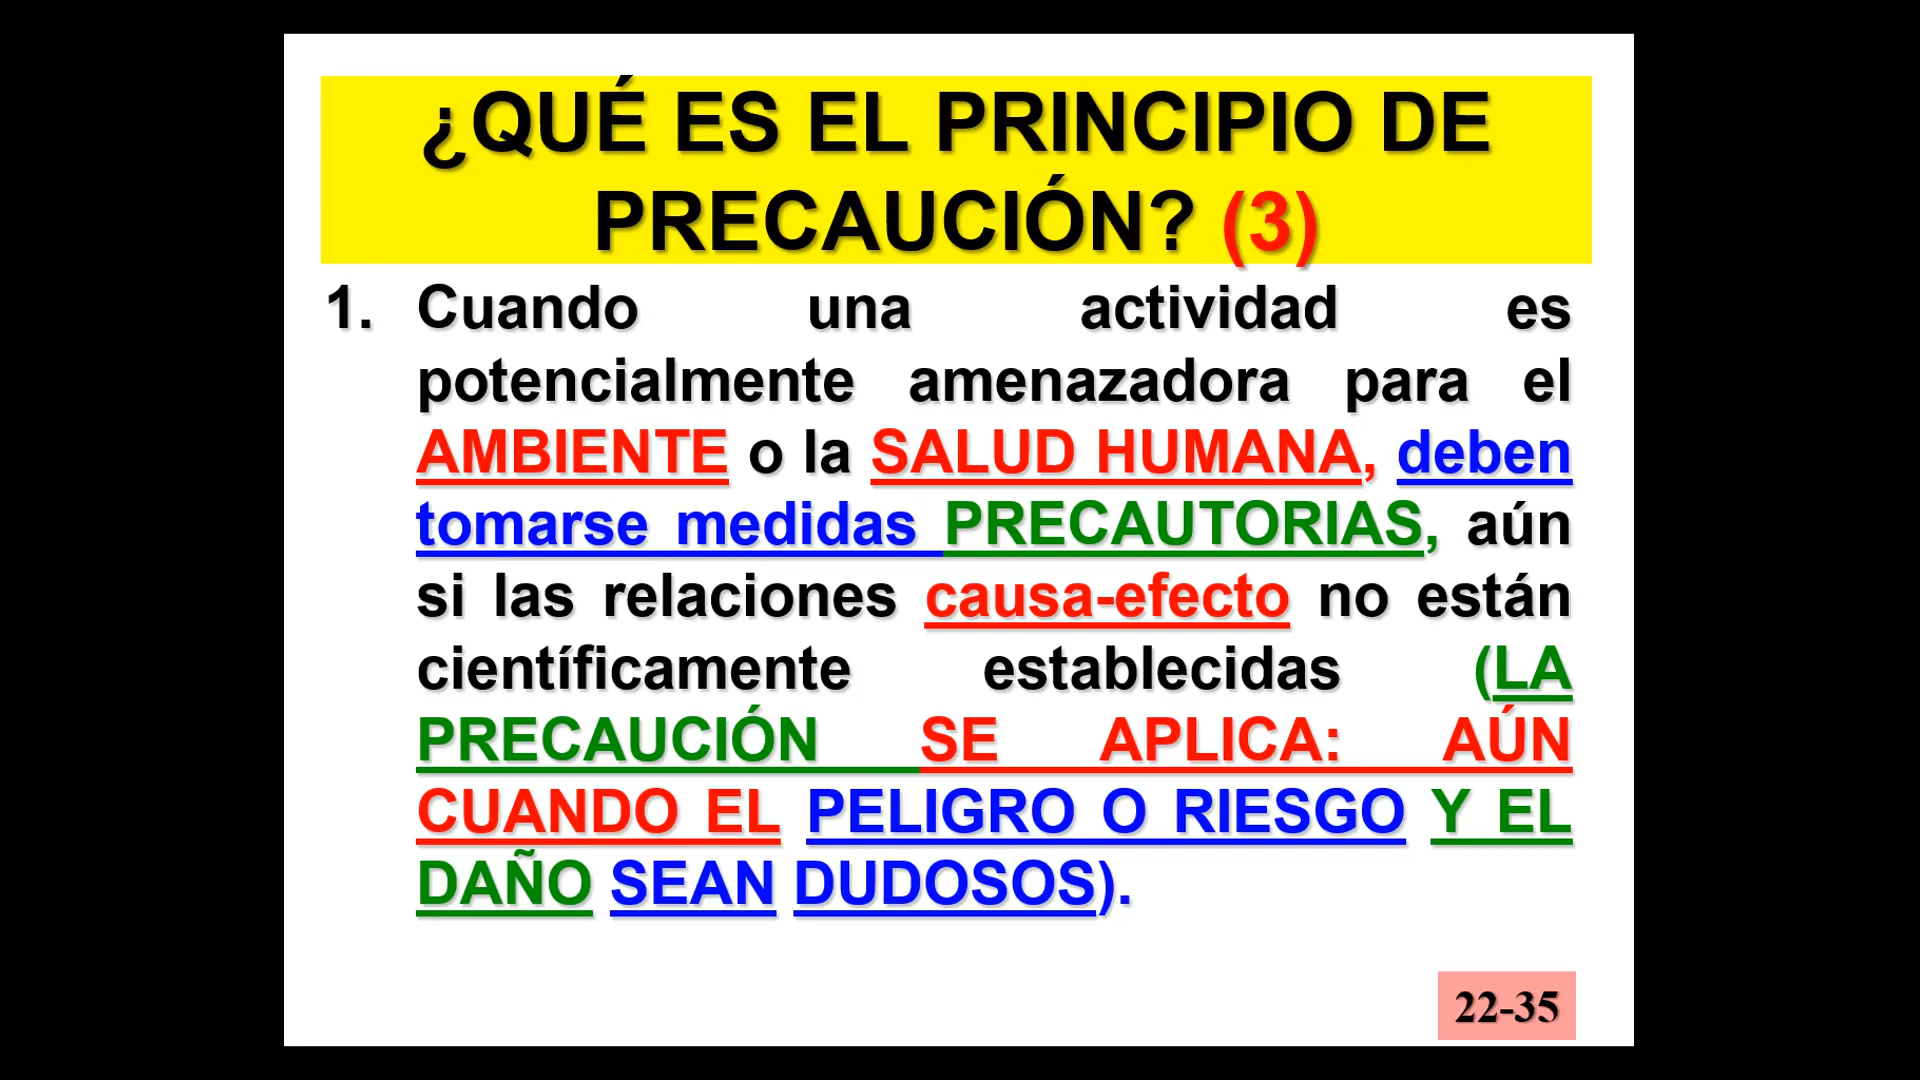 ¿QUÉ ES EL PRINCIPIO DE
PRECAUCIÓN? (3)
1. Cuando una actividad es
potencialmente amenazadora para el
AMBIENTE o la SALUD HUMANA, deben
tomarse medidas PRECAUTORIAS, aún
si las relaciones causa-efecto no están
científicamente establecidas (LA
PRECAUCIÓN SE APLICA: AÚN
CUANDO EL PELIGRO O RIESGO Y EL
DAÑO SEAN DUDOSOS).
22-35